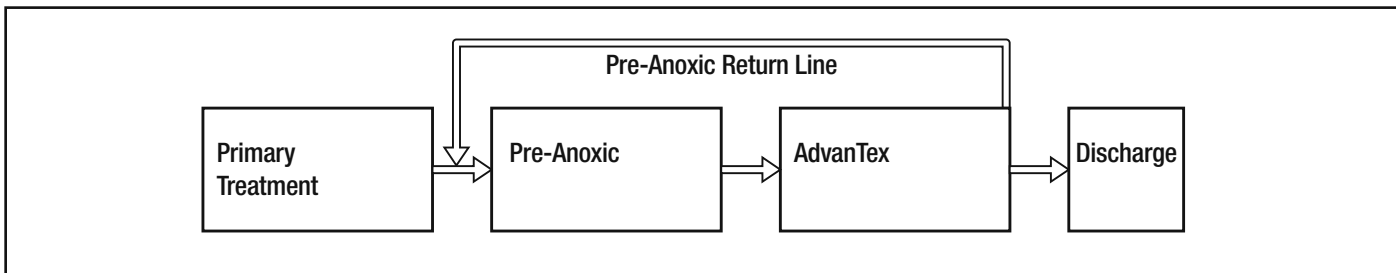 Pre-Anoxic Return Line
Primary
Treatment
Pre-Anoxic
AdvanTex
Discharge